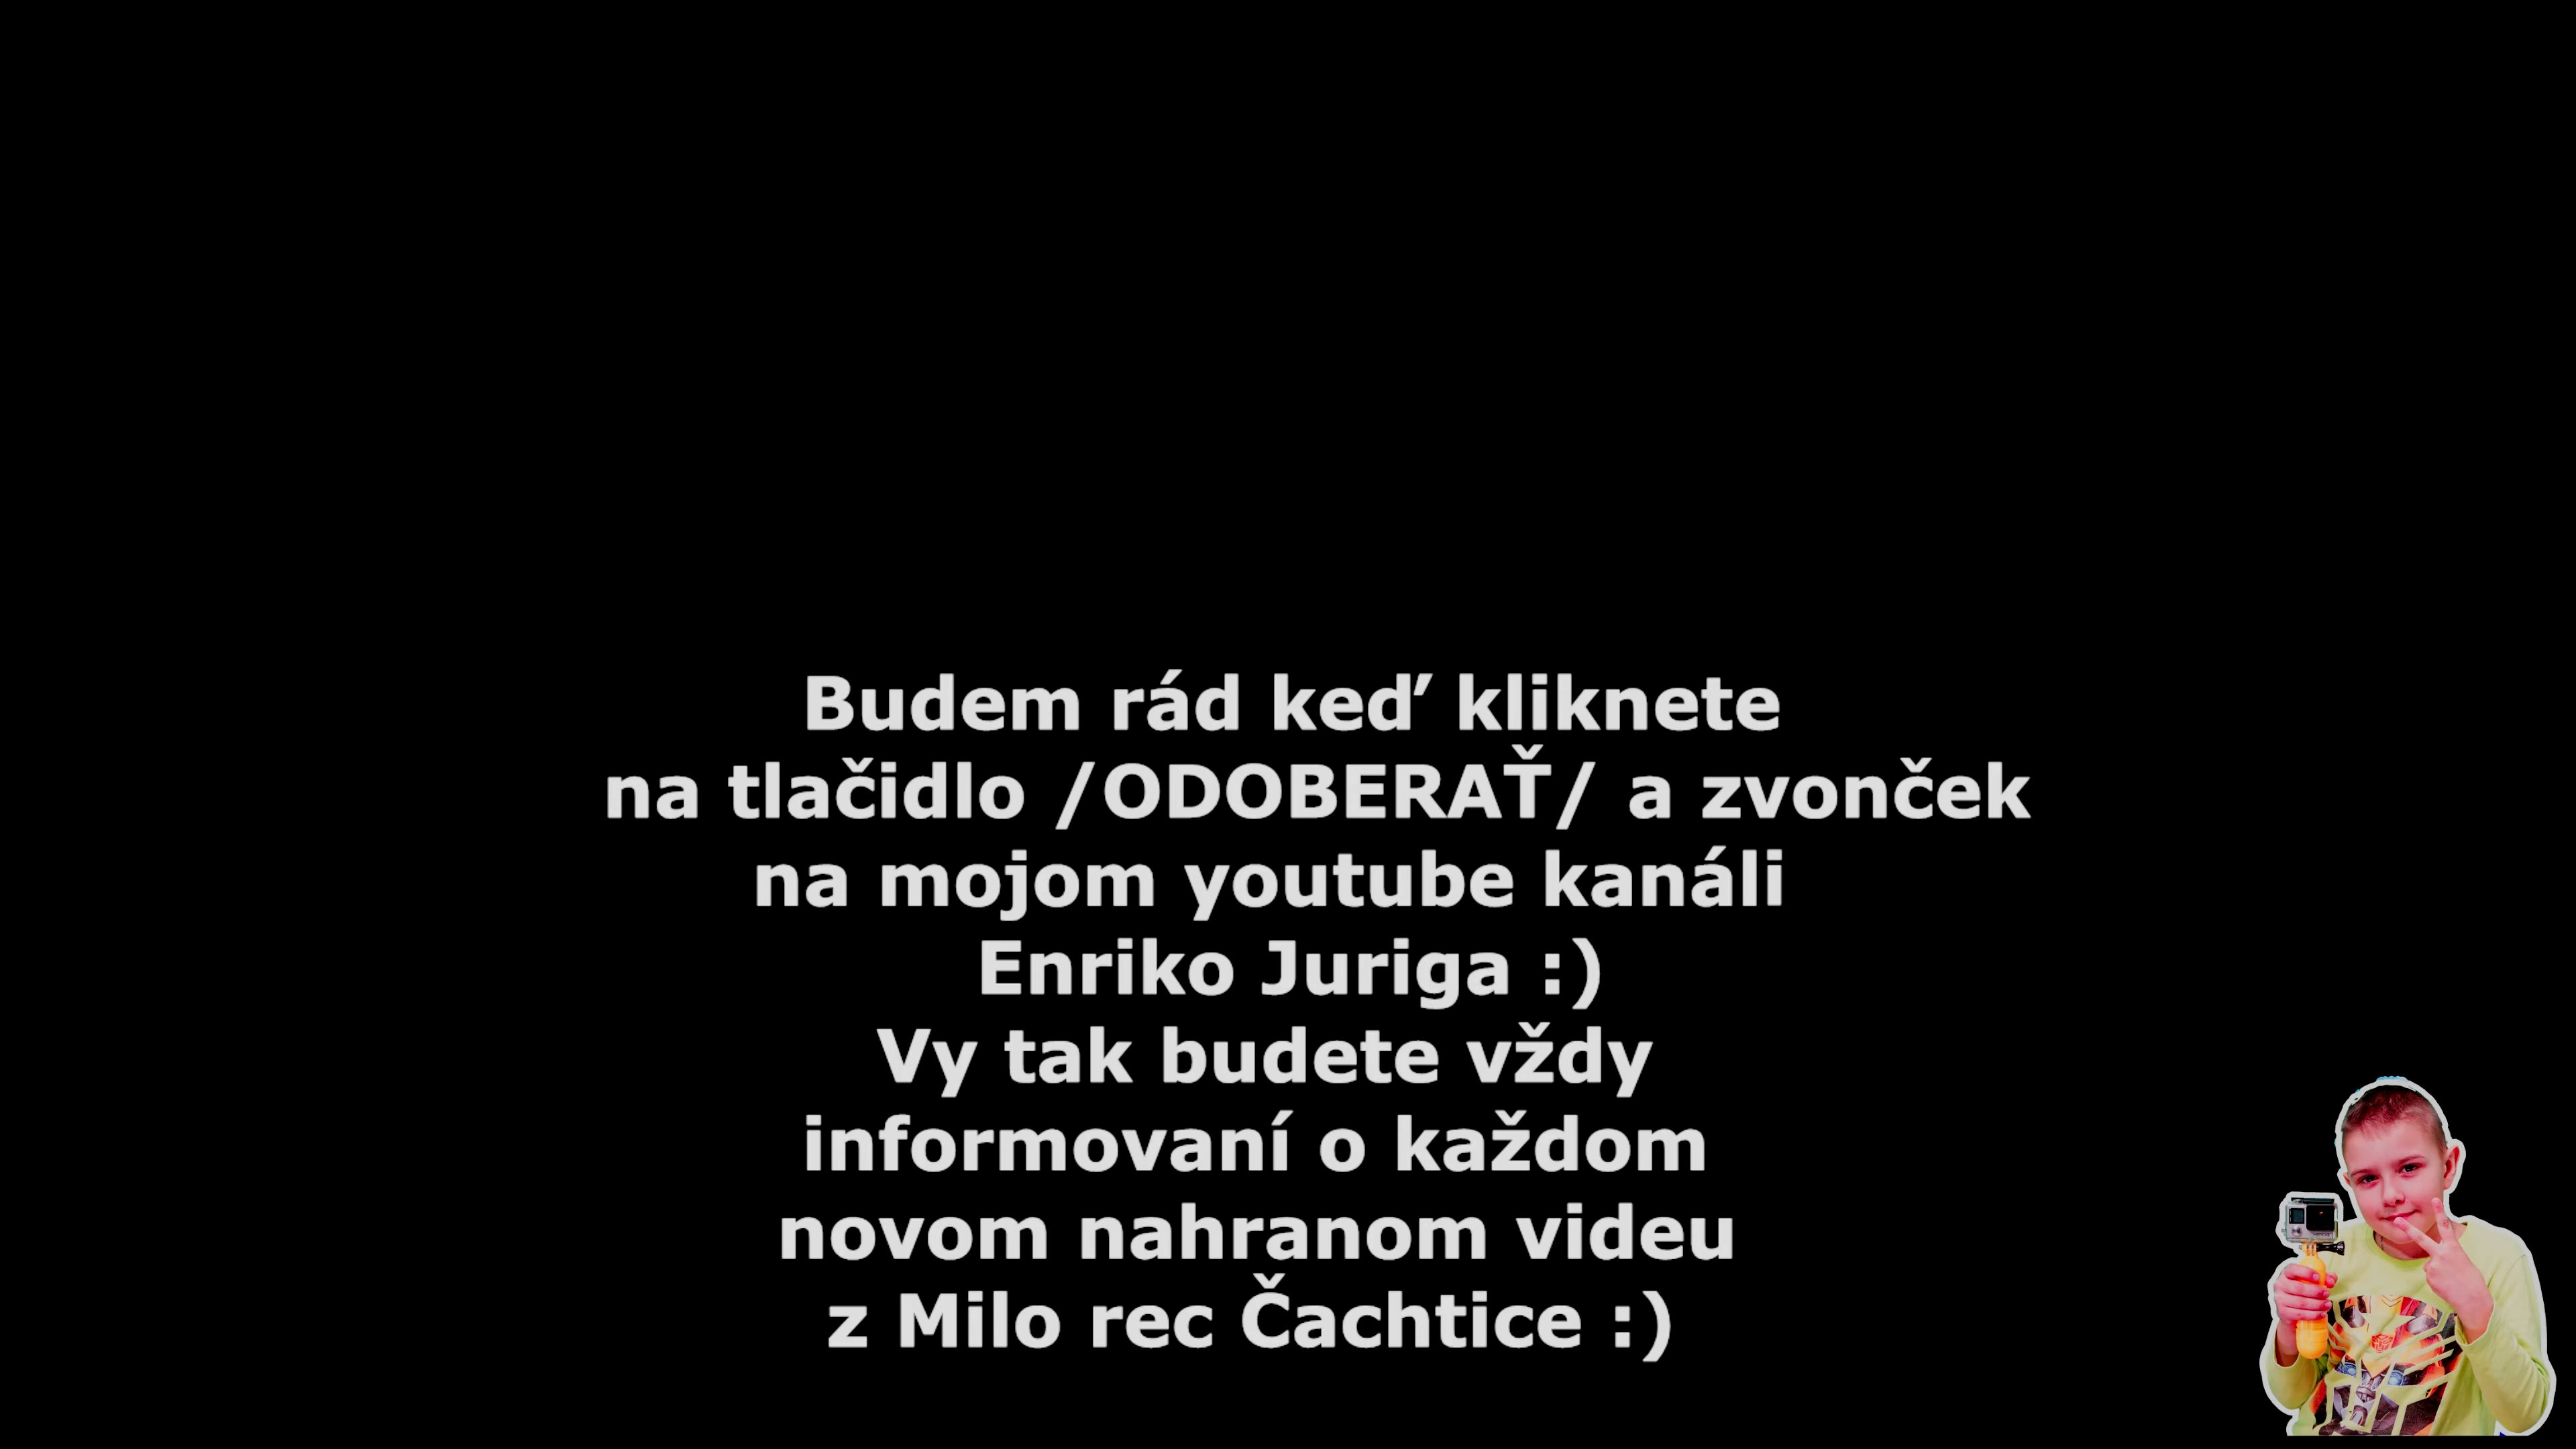 Budem rád keď kliknete
na tlačidlo /ODOBERAŤ/ a zvonček
na mojom youtube kanáli
Enriko Juriga :)
Vy tak budete vždy
informovaní o každom
novom nahranom videu
z Milo rec Čachtice :)